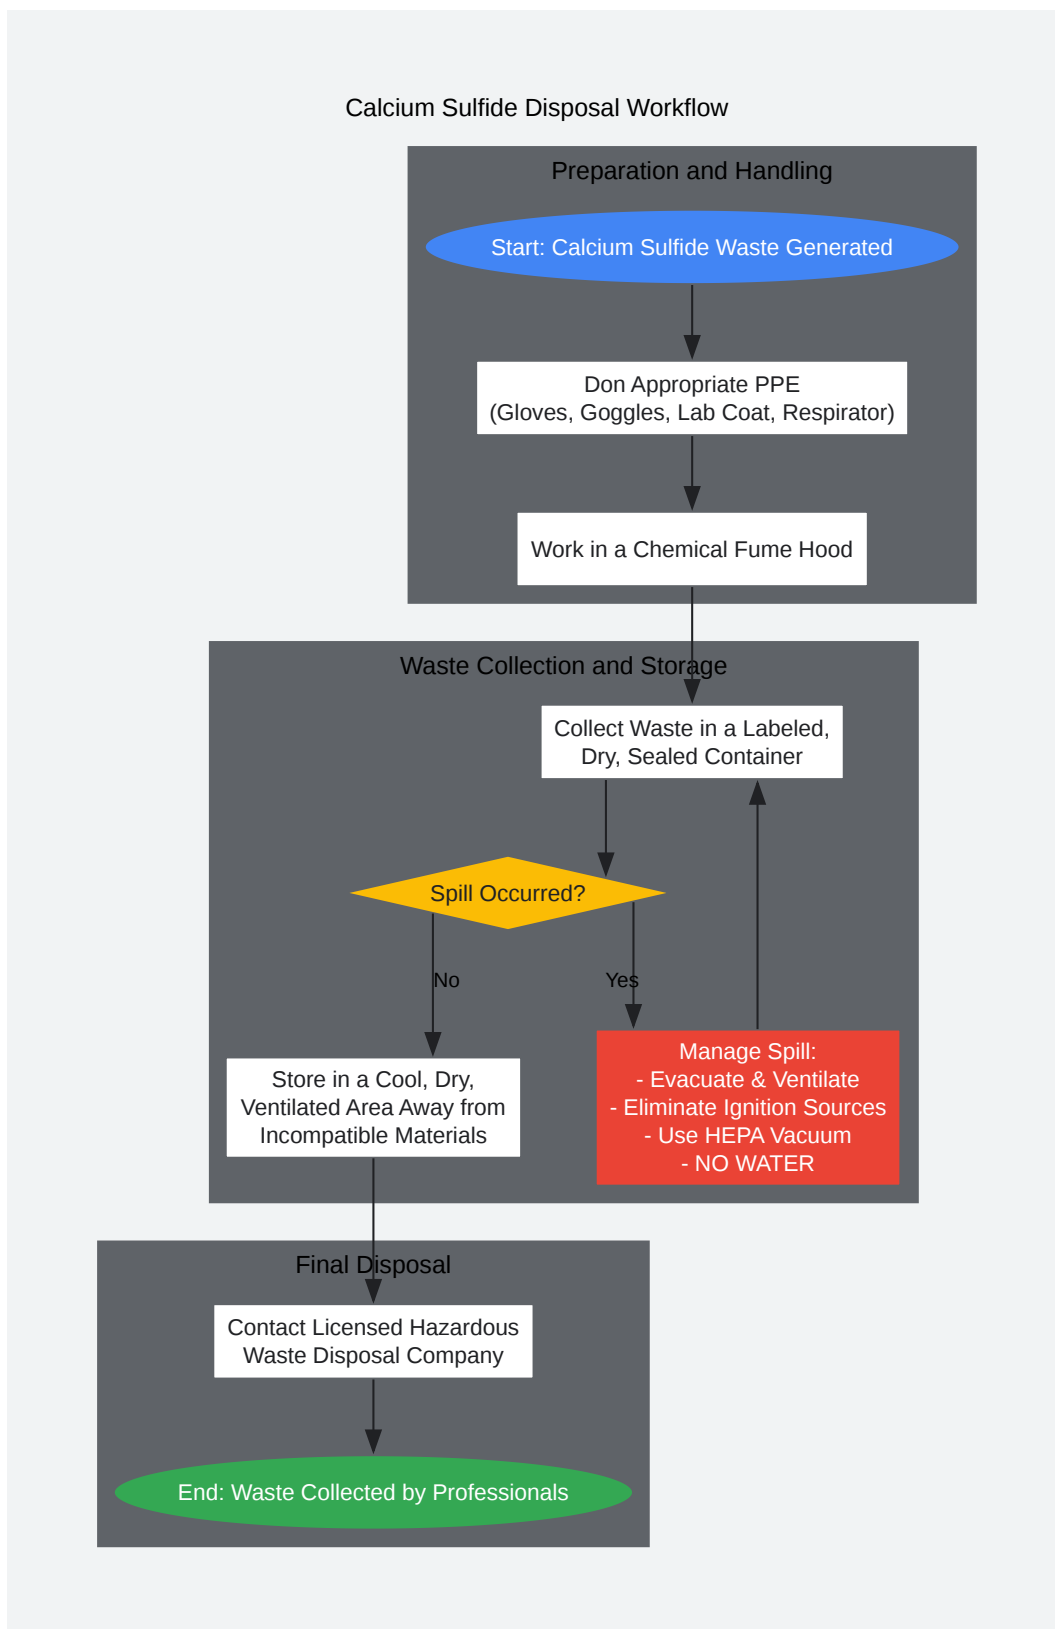 Calcium Sulfide Disposal Workflow
Preparation and Handling
Start: Calcium Sulfide Waste Generated
Don Appropriate PPE
(Gloves, Goggles, Lab Coat, Respirator)
Work in a Chemical Fume Hood
Waste Collection and Storage
Collect Waste in a Labeled,
Dry, Sealed Container
Spill Occurred?
No
Yes
Store in a Cool, Dry,
Ventilated Area Away from
Incompatible Materials
Manage Spill:
- Evacuate & Ventilate
- Eliminate Ignition Sources
- Use HEPA Vacuum
- NO WATER
Final Disposal
Contact Licensed Hazardous
Waste Disposal Company
End: Waste Collected by Professionals